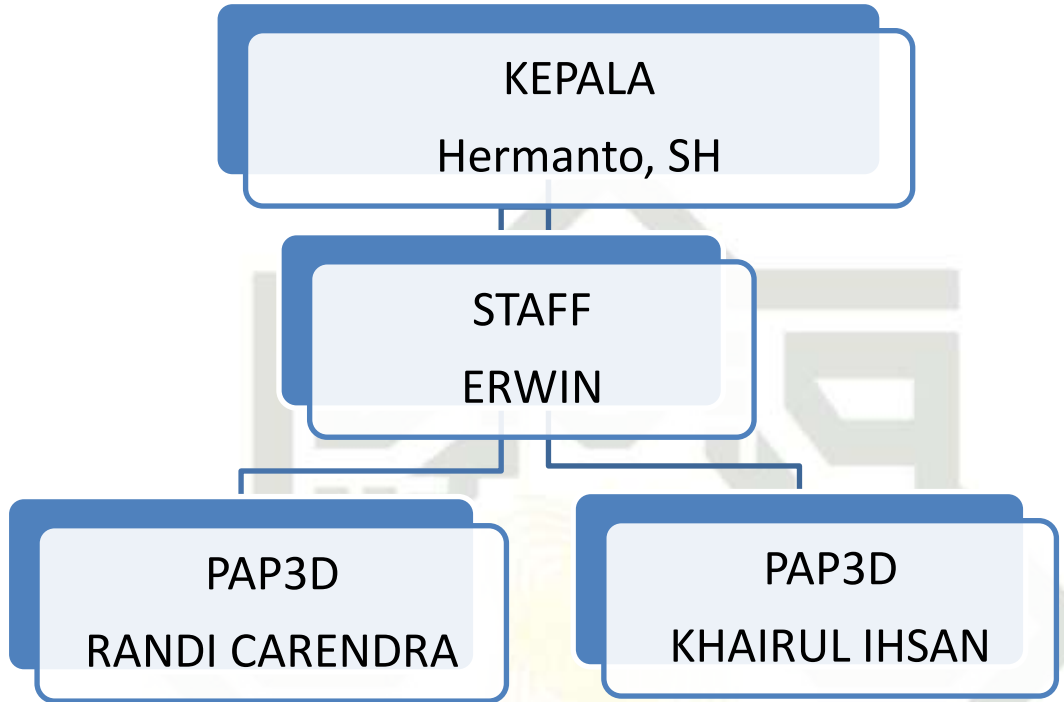 KEPALA
Hermanto, SH
STAFF
ERWIN
PAP3D
RANDI CARENDRA
PAP3D
KHAIRUL IHSAN